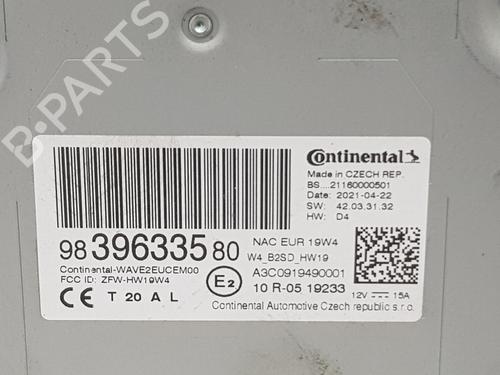 B-PARTS
Continental
Made in CZECH REP.
BS....21160000501
Date: 2021-04-22
SW: 42.03.31.32
HW: D4
98 396335 80
NAC EUR 19W4
W4_B2SD_HW19
Continental-WAVE2EUCEM00
A3C0919490001
FCC ID: ZFW-HW19W4
CE T 20 A L
E2
10 R-05 19233
12V 15A
Continental Automotive Czech republic s.r.o.